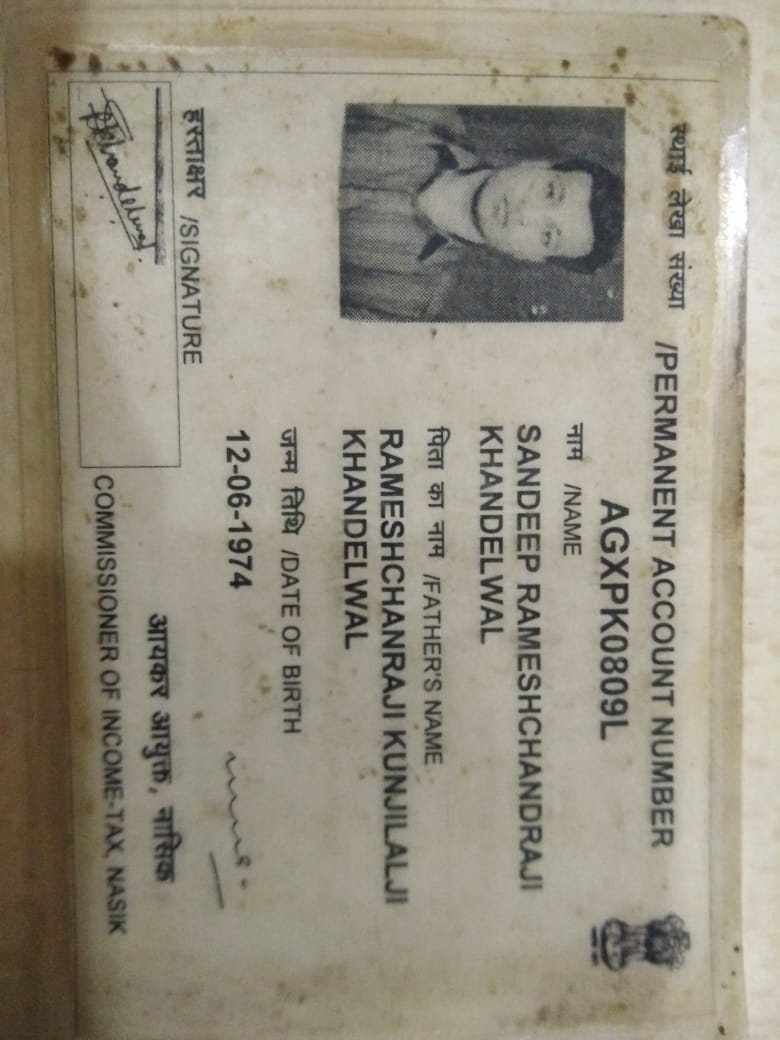 स्थाई लेखा संख्या /PERMANENT ACCOUNT NUMBER
AGXPK0809L
नाम /NAME
SANDEEP RAMESHCHANDRAJI
KHANDELWAL
पिता का नाम /FATHER'S NAME
RAMESHCHANRAJI KUNJILALJI
KHANDELWAL
जन्म तिथि /DATE OF BIRTH
12-06-1974
हस्ताक्षर /SIGNATURE
SRKhandelwal
आयकर आयुक्त, नासिक
COMMISSIONER OF INCOME-TAX, NASIK